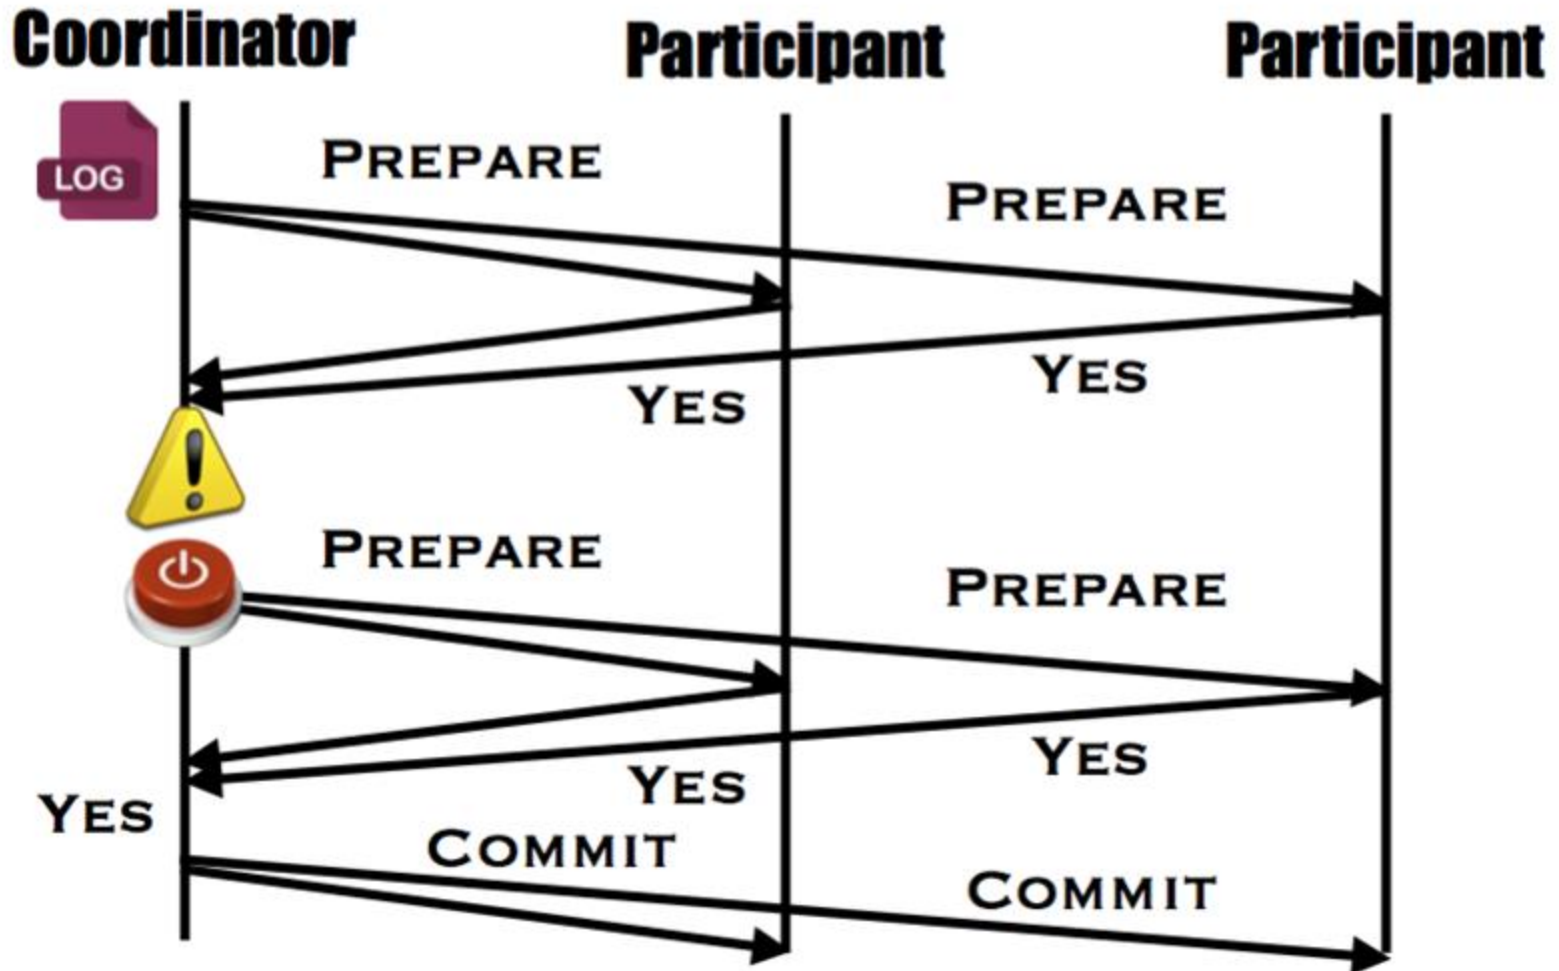 Coordinator
Participant
Participant
LOG
PREPARE
PREPARE
YES
YES
PREPARE
PREPARE
YES
YES
YES
COMMIT
COMMIT